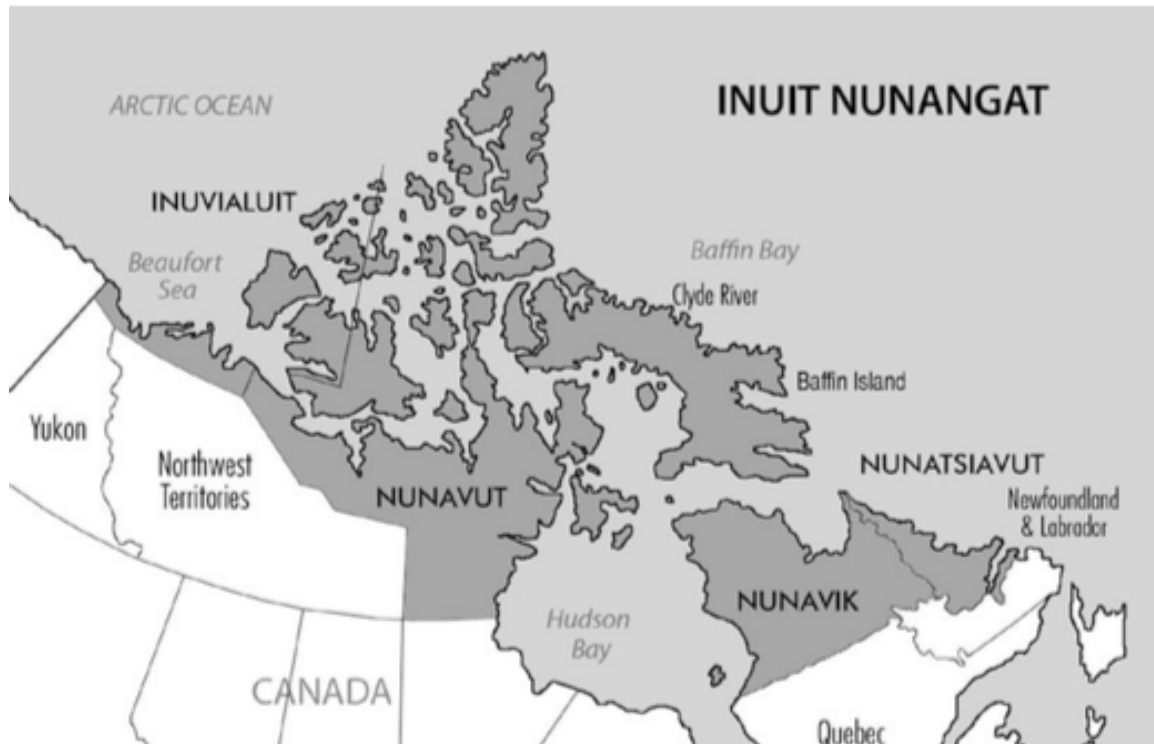 INUIT NUNANGAT
ARCTIC OCEAN
INUVIALUIT
Beaufort
Sea
Baffin Bay
Clyde River
Baffin Island
Yukon
Northwest
Territories
NUNAVUT
NUNATSIAVUT
Newfoundland
& Labrador
NUNAVIK
Hudson
Bay
CANADA
Quebec